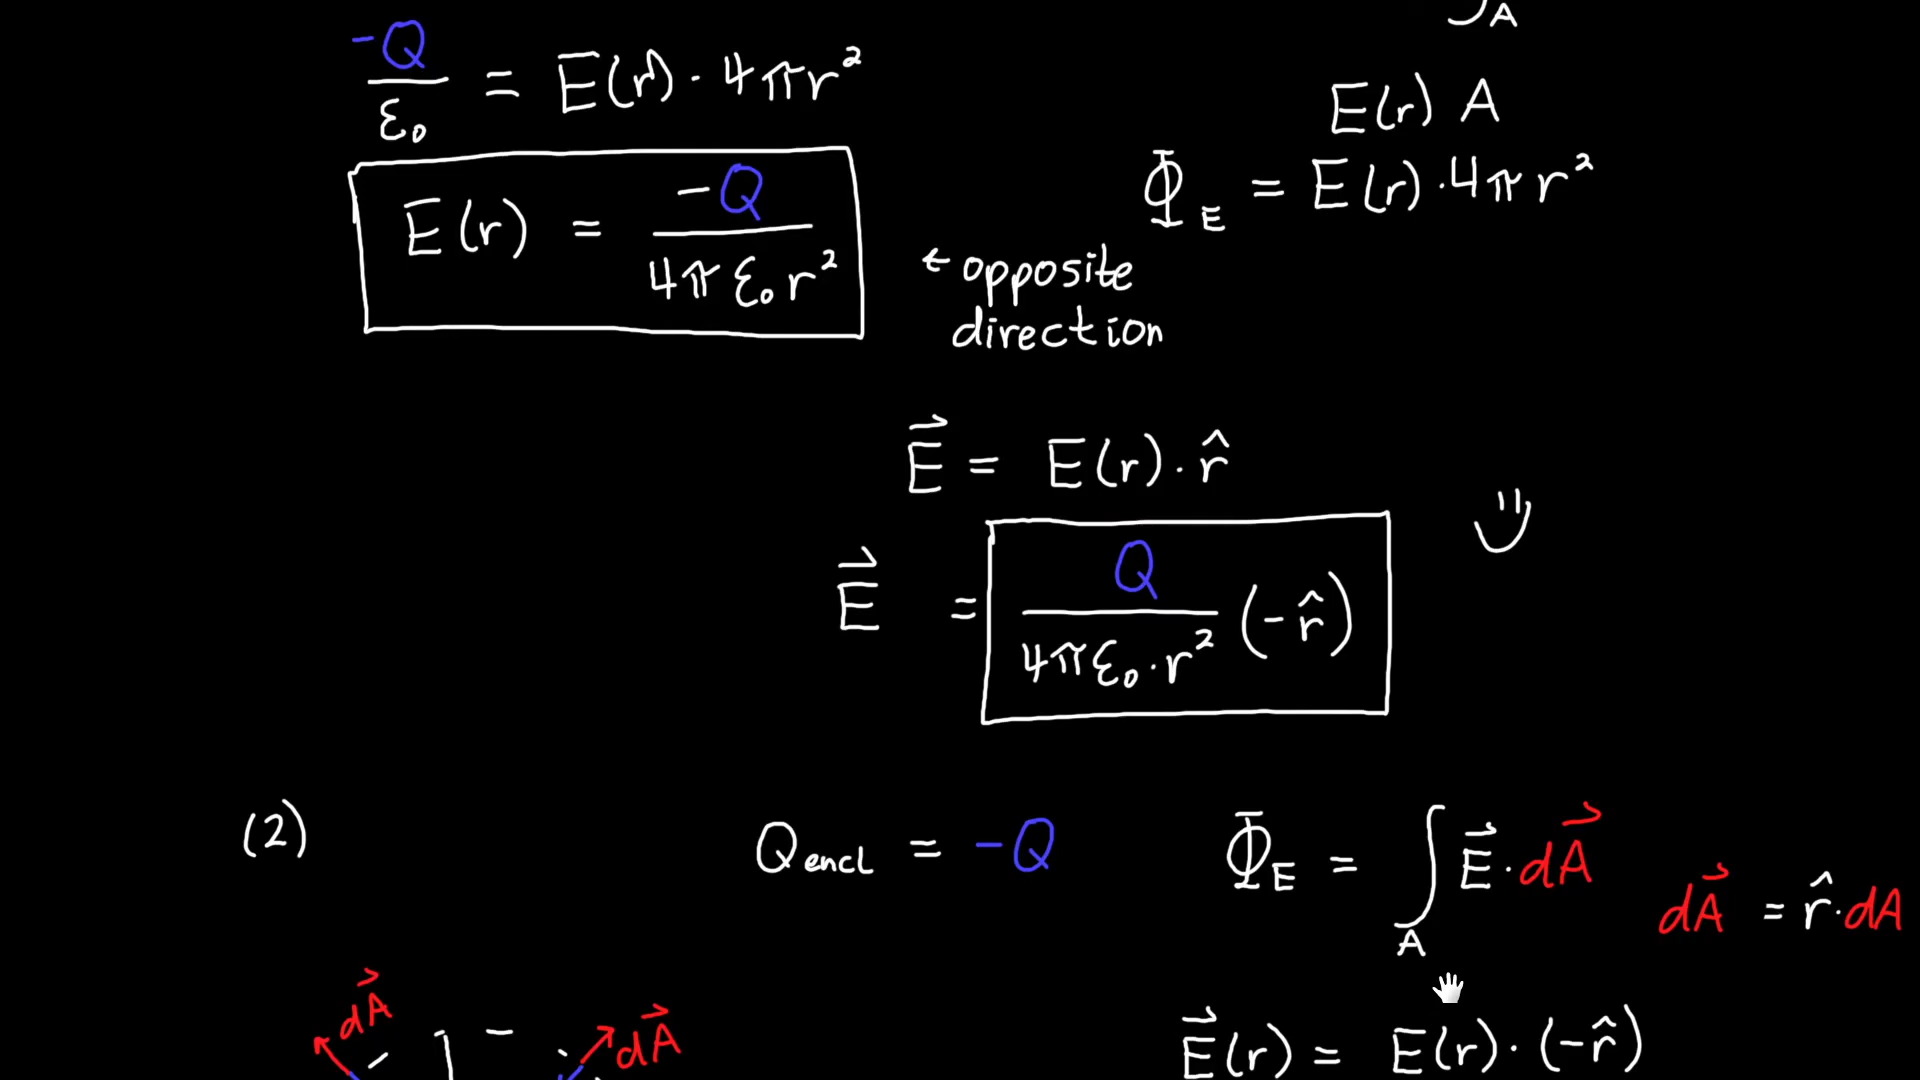 -Q/ε₀ = E(r) · 4πr²
E(r) = -Q/(4πε₀r²)
← opposite
direction
A
E(r) A
Φ_E = E(r) · 4πr²
E⃗ = E(r) · r̂
E⃗ = Q/(4πε₀ · r²) (-r̂)
(2)
Q_encl = -Q
Φ_E = ∫_A E⃗ · dA⃗
dA⃗ = r̂ · dA
E⃗(r) = E(r) · (-r̂)
dA⃗
dA⃗